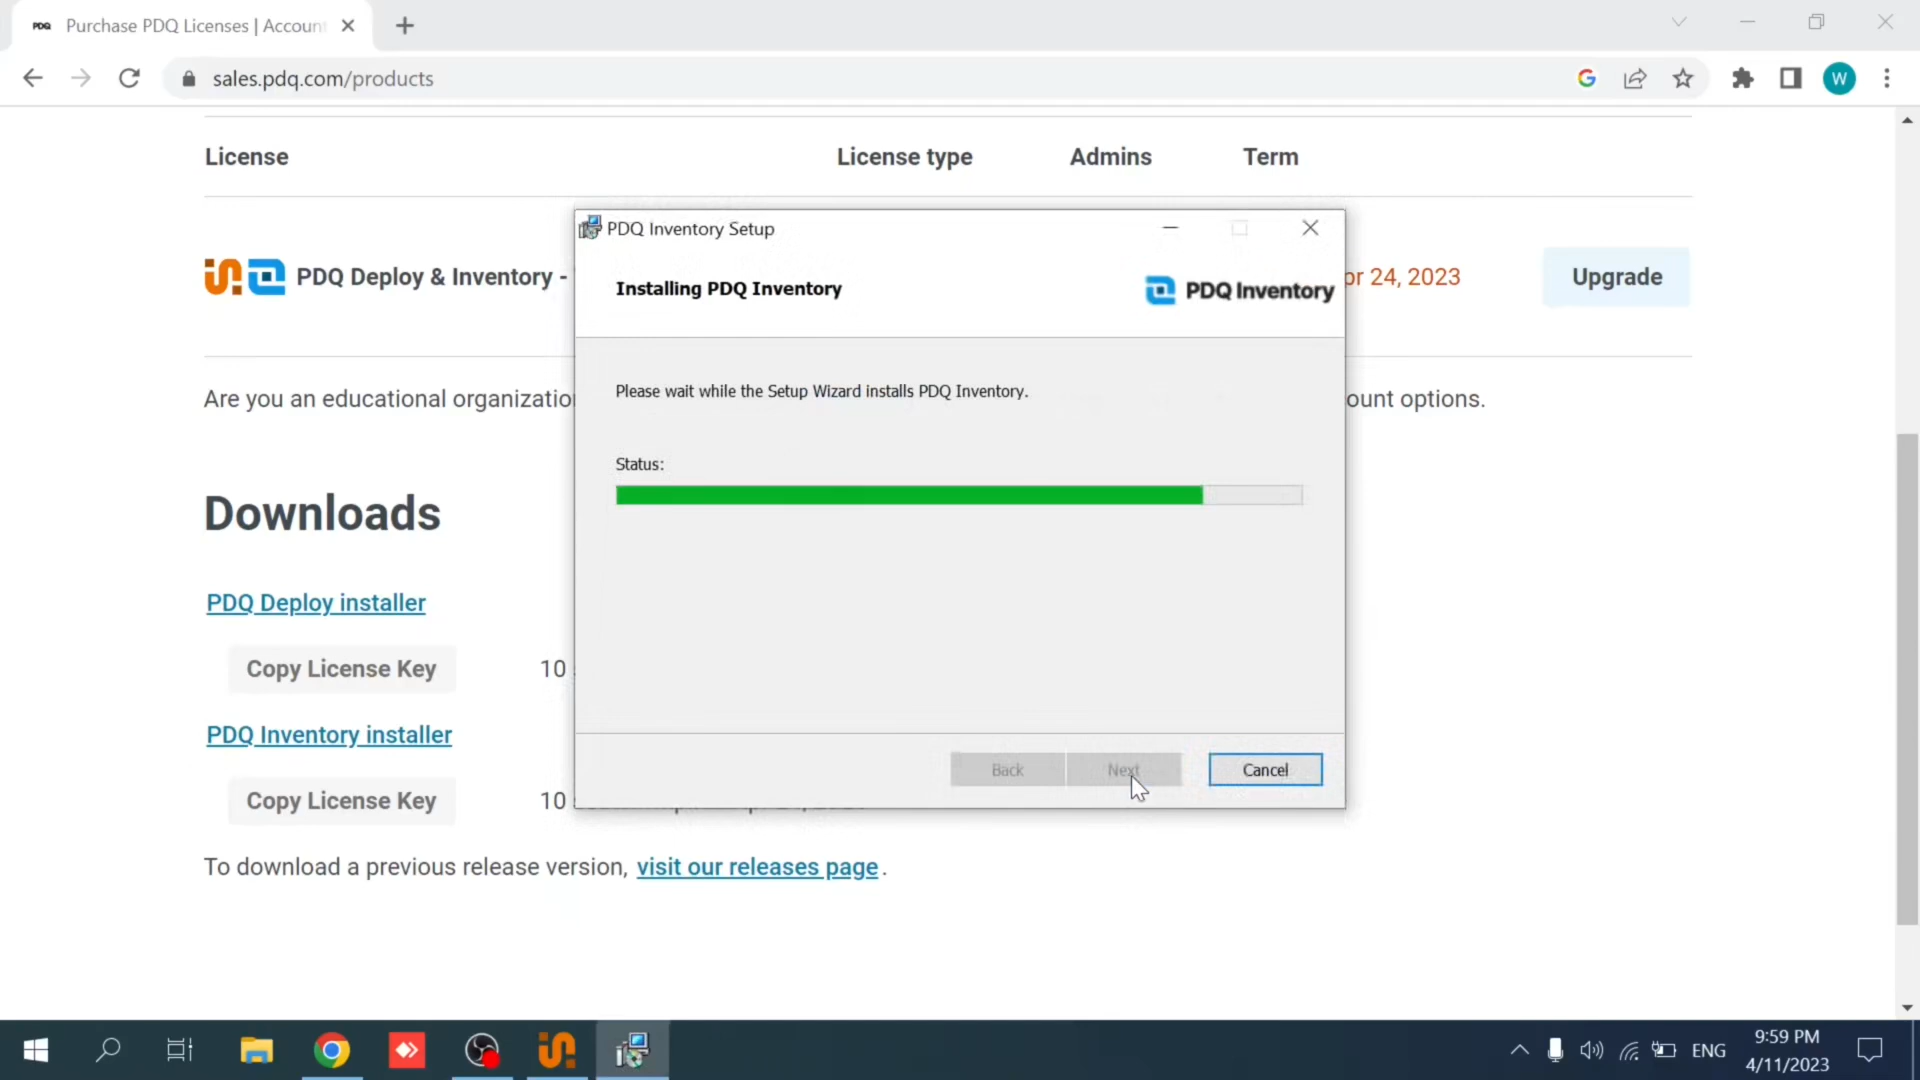 PDQ Purchase PDQ Licenses | Accoun
sales.pdq.com/products
W
License License type Admins Term
PDQ Inventory Setup
PDQ Deploy & Inventory - pr 24, 2023 Upgrade
Installing PDQ Inventory
PDQ Inventory
Are you an educational organizatio ount options.
Please wait while the Setup Wizard installs PDQ Inventory.
Status:
Downloads
PDQ Deploy installer
Copy License Key 10
PDQ Inventory installer
Back Next Cancel
Copy License Key 10
To download a previous release version, visit our releases page.
ENG
9:59 PM
4/11/2023